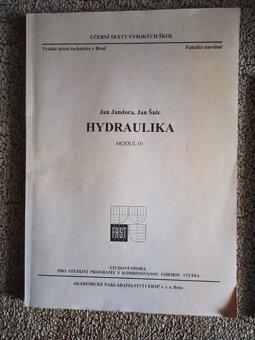 UČEBNÍ TEXTY VYSOKÝCH ŠKOL
Vysoké učení technické v Brně Fakulta stavební
Jan Jandora, Jan Šulc
HYDRAULIKA
MODUL 01
FAST
STUDIJNÍ OPORA
PRO STUDIJNÍ PROGRAMY S KOMBINOVANOU FORMOU STUDIA
AKADEMICKÉ NAKLADATELSTVÍ CERM® s. r. o. Brno